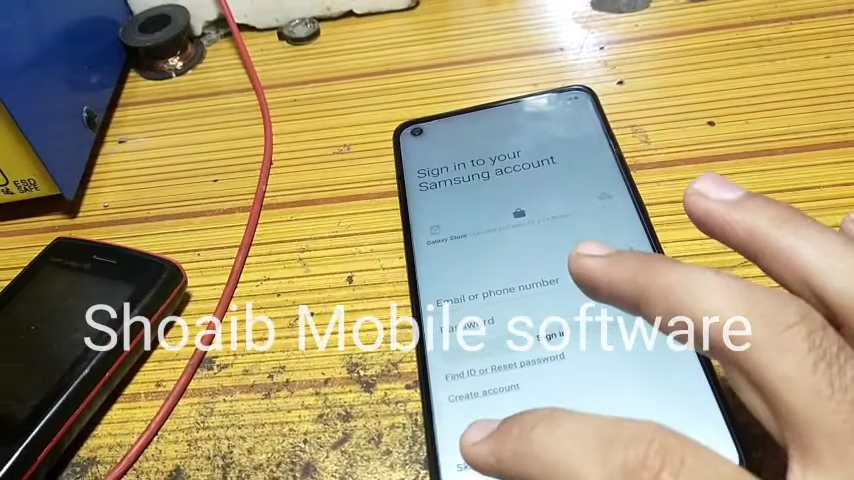 Sign in to your
Samsung account
Galaxy Store
Email or phone number
Password
Sign in
Find ID or Reset password
Create account
ESD
SAFE
Shoaib Mobile software